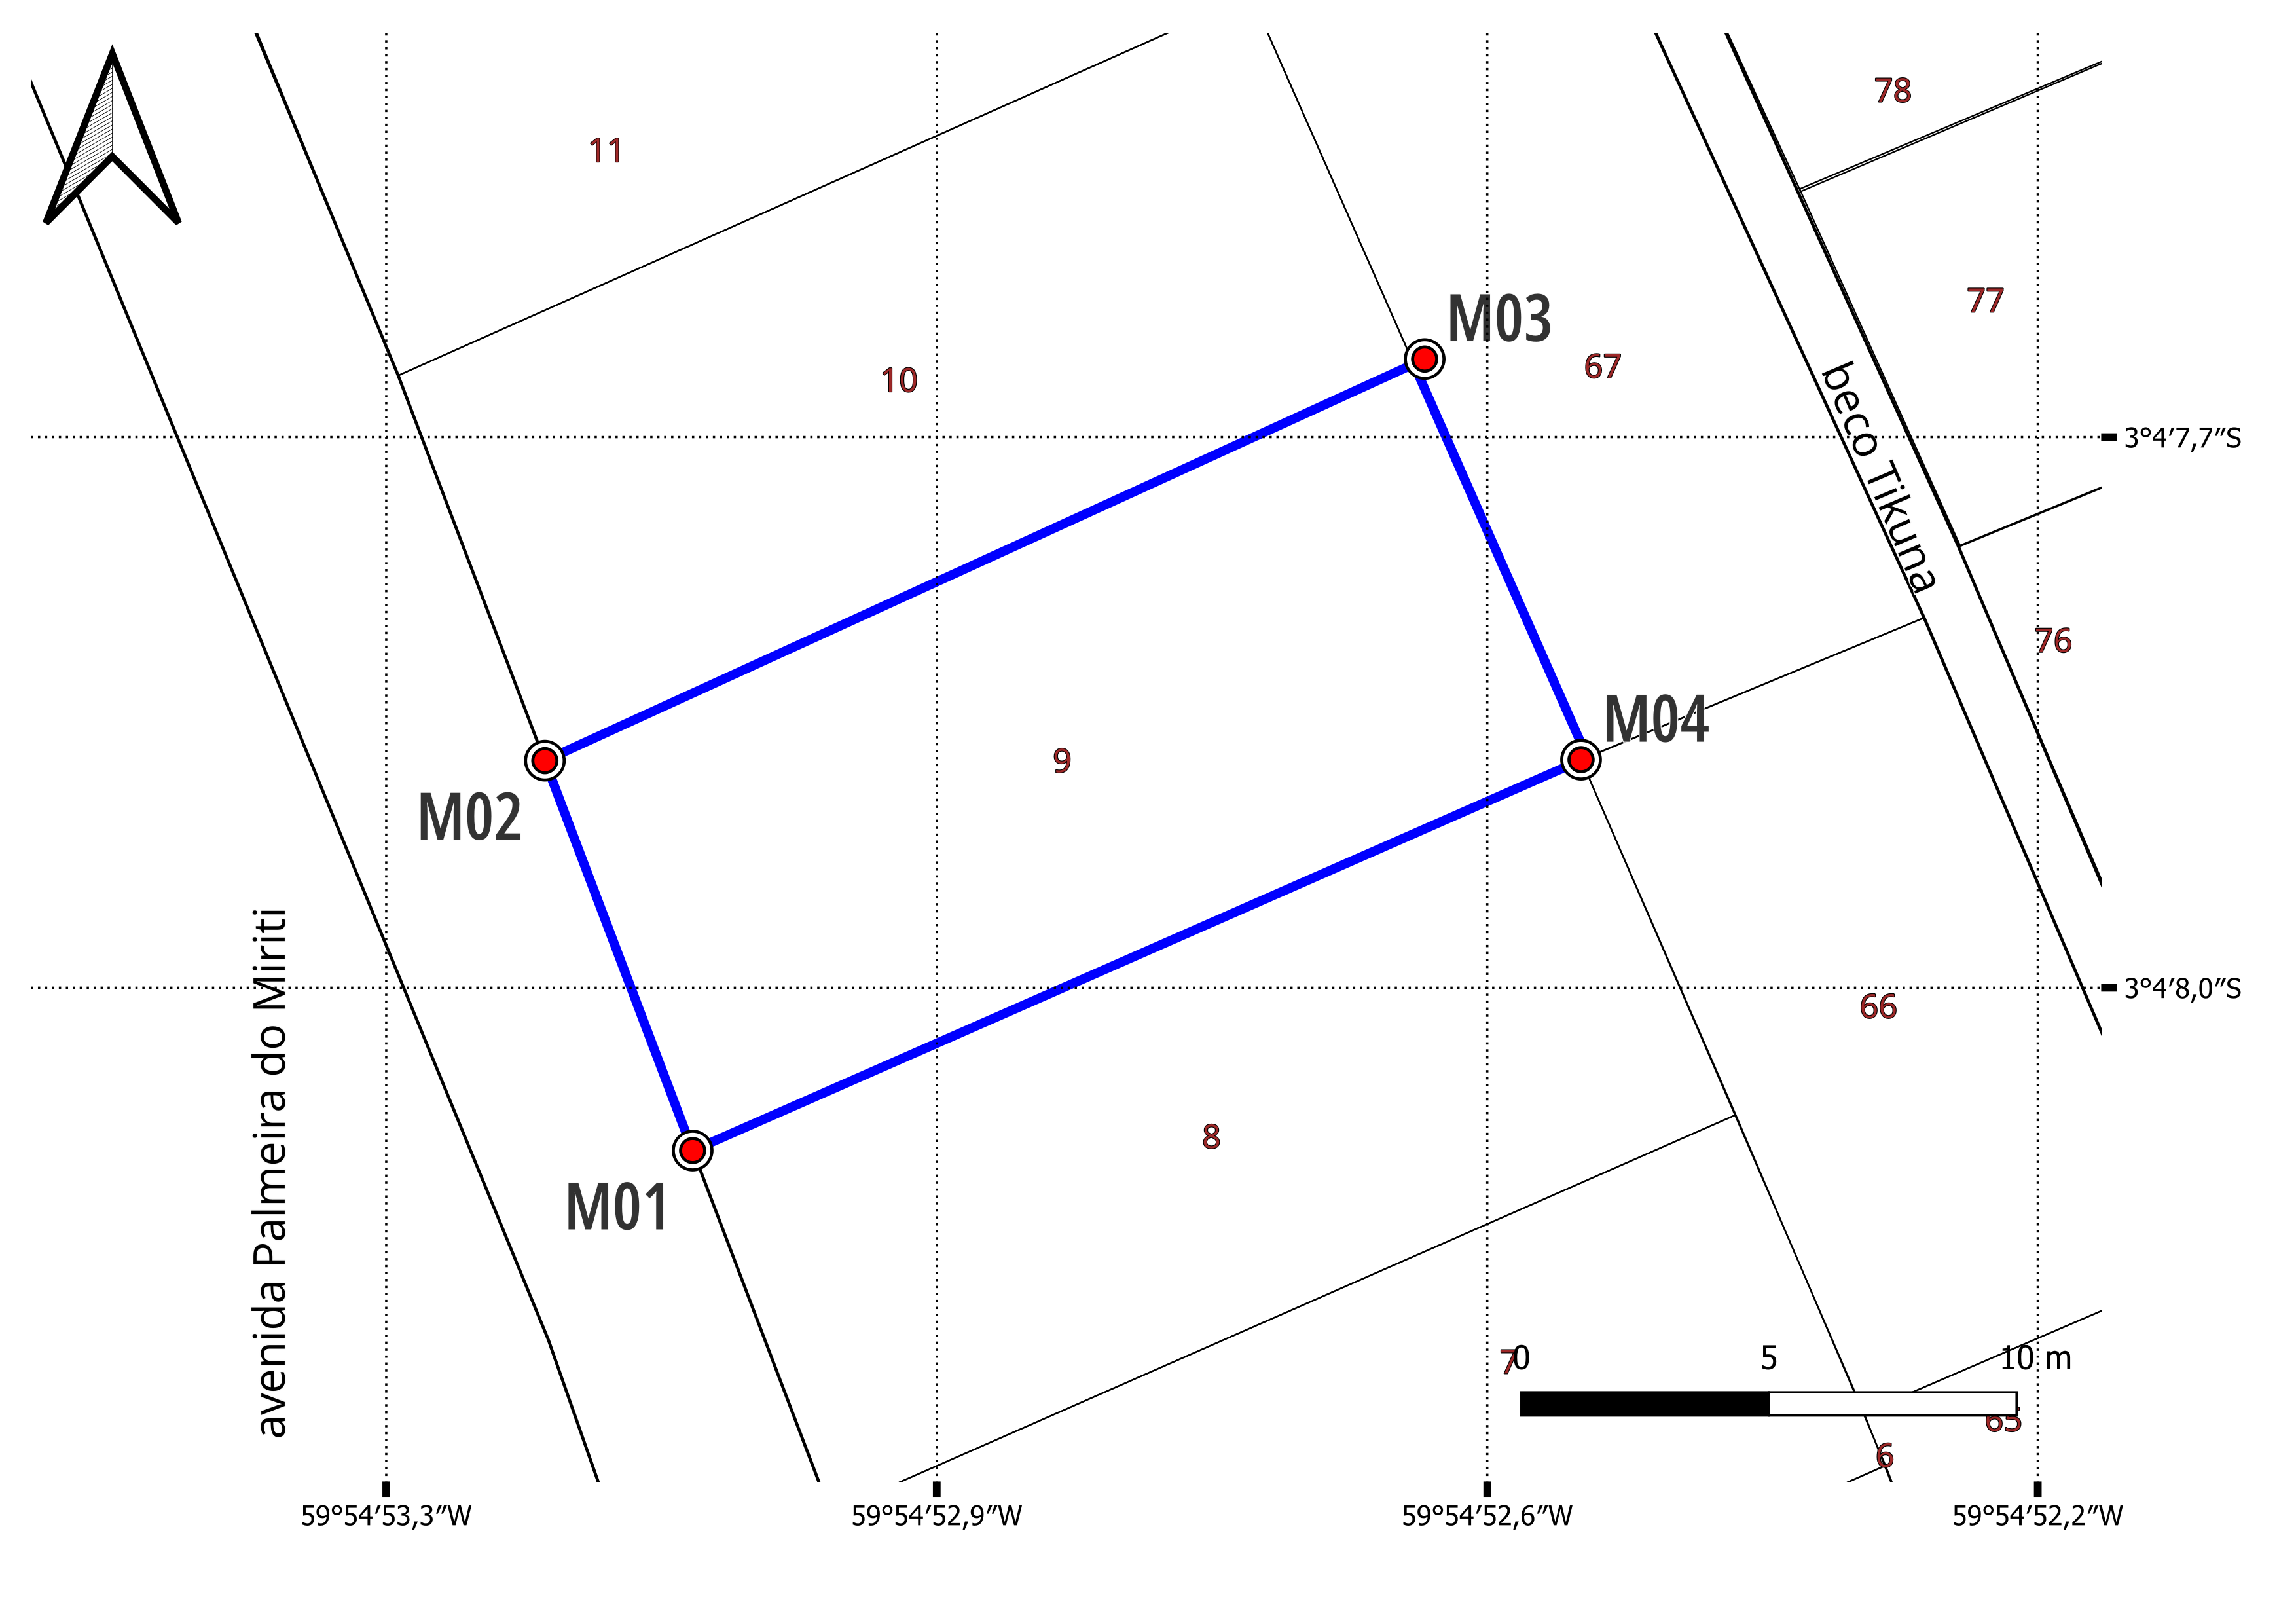 78
11
77
M03
67
10
beco Tikuna
3°4′7,7″S
76
M04
9
M02
avenida Palmeira do Miriti
3°4′8,0″S
66
8
M01
7
0 5 10 m
65
6
59°54′53,3″W 59°54′52,9″W 59°54′52,6″W 59°54′52,2″W